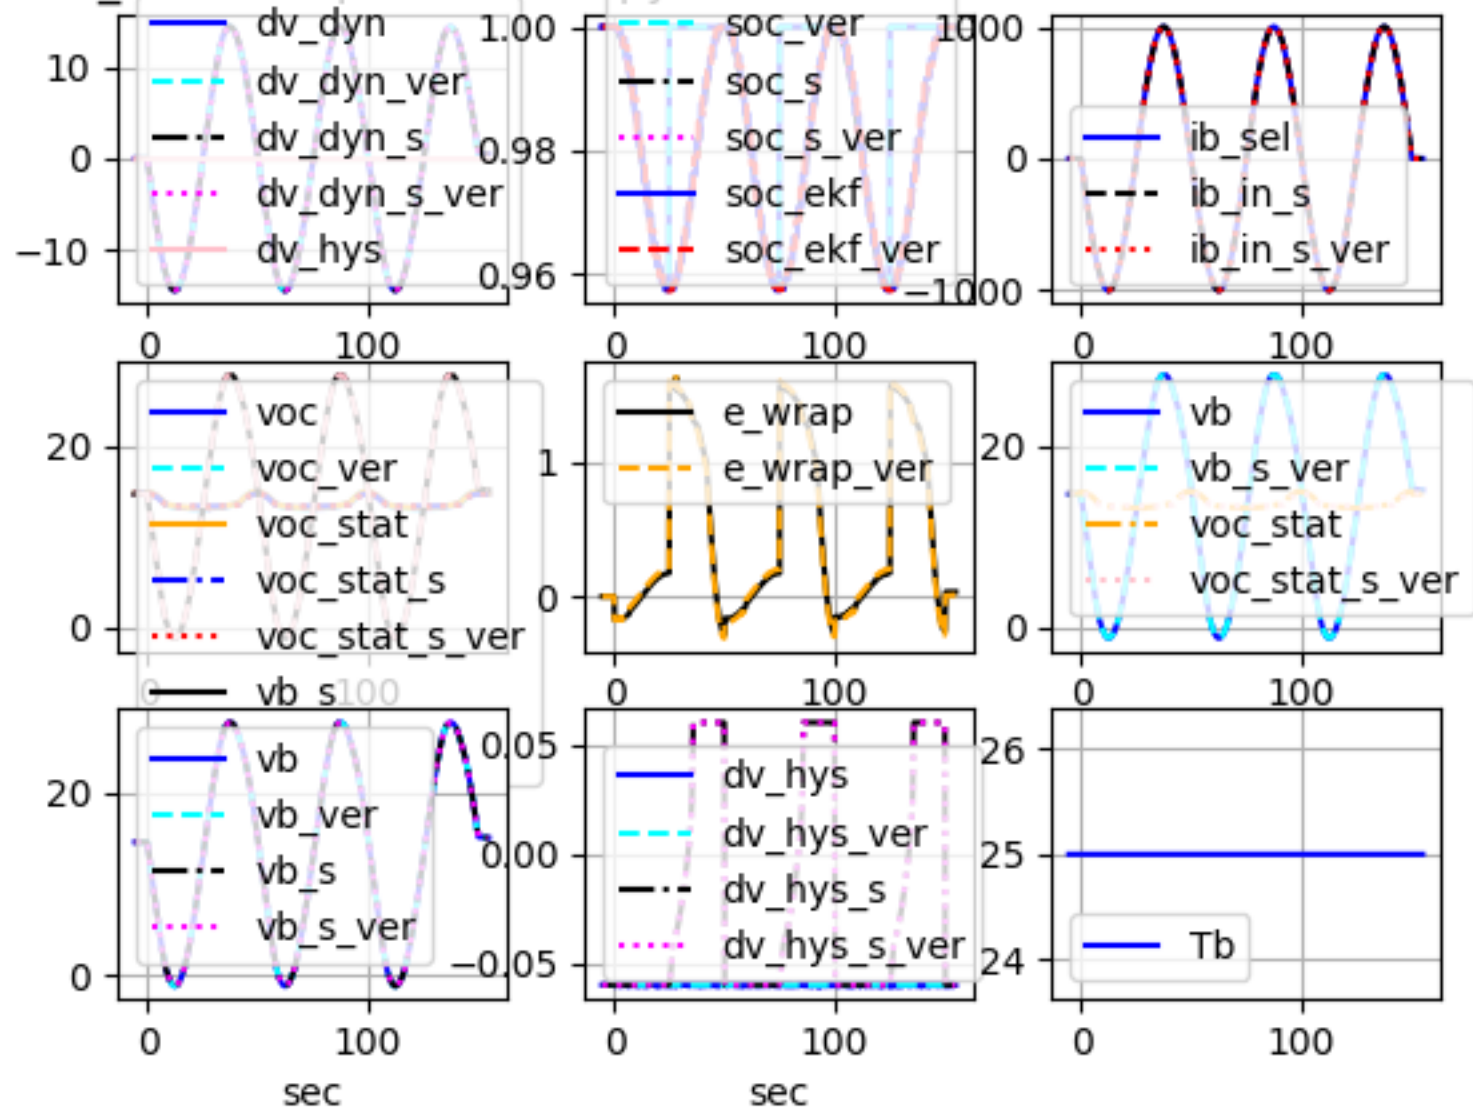 dv_dyn
dv_dyn_ver
dv_dyn_s
dv_dyn_s_ver
dv_hys
10
0
−10
0
100
soc_ver
soc_s
soc_s_ver
soc_ekf
soc_ekf_ver
1.00
0.98
0.96
0
100
ib_sel
ib_in_s
ib_in_s_ver
1000
0
−1000
0
100
voc
voc_ver
voc_stat
voc_stat_s
voc_stat_s_ver
vb_s
20
0
0
100
e_wrap
e_wrap_ver
1
0
0
100
vb
vb_s_ver
voc_stat
voc_stat_s_ver
20
0
0
100
vb
vb_ver
vb_s
vb_s_ver
20
0
0
100
sec
dv_hys
dv_hys_ver
dv_hys_s
dv_hys_s_ver
0.05
0.00
−0.05
0
100
sec
26
25
24
Tb
0
100